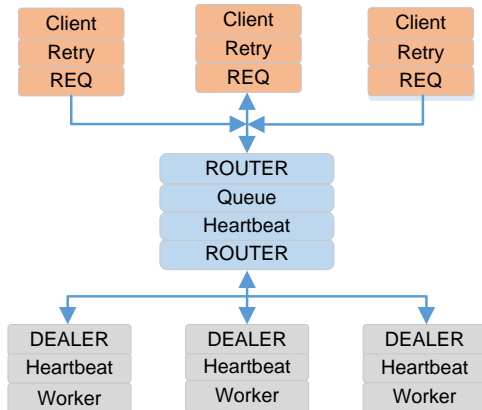 Client
Retry
REQ
Client
Retry
REQ
Client
Retry
REQ
ROUTER
Queue
Heartbeat
ROUTER
DEALER
Heartbeat
Worker
DEALER
Heartbeat
Worker
DEALER
Heartbeat
Worker